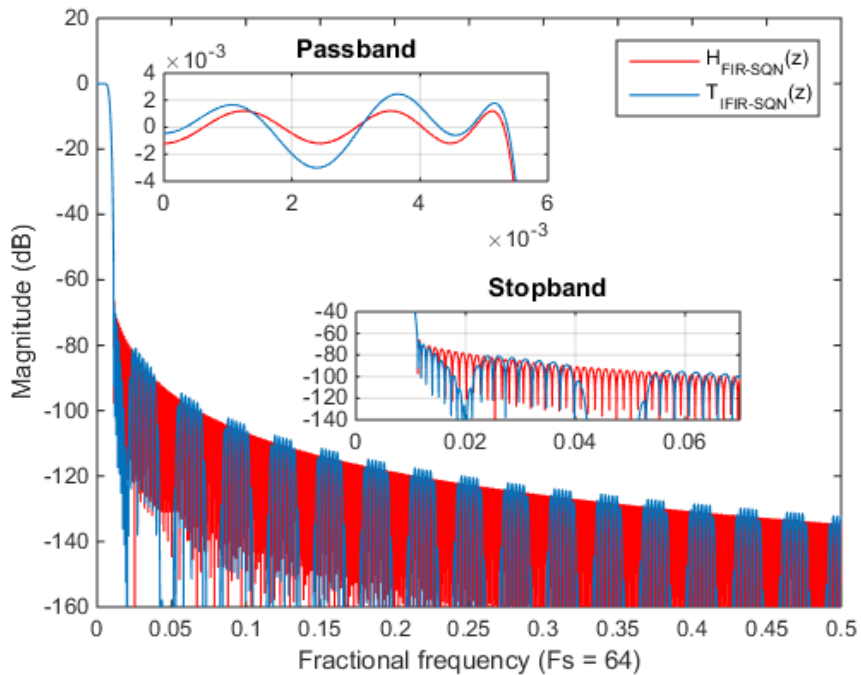 20
0
-20
-40
-60
-80
-100
-120
-140
-160
Magnitude (dB)
0 0.05 0.1 0.15 0.2 0.25 0.3 0.35 0.4 0.45 0.5
Fractional frequency (Fs = 64)
H_FIR-SQN(z)
T_IFIR-SQN(z)
Passband
×10^-3
4
2
0
-2
-4
0 2 4 6
×10^-3
Stopband
-40
-60
-80
-100
-120
-140
0 0.02 0.04 0.06